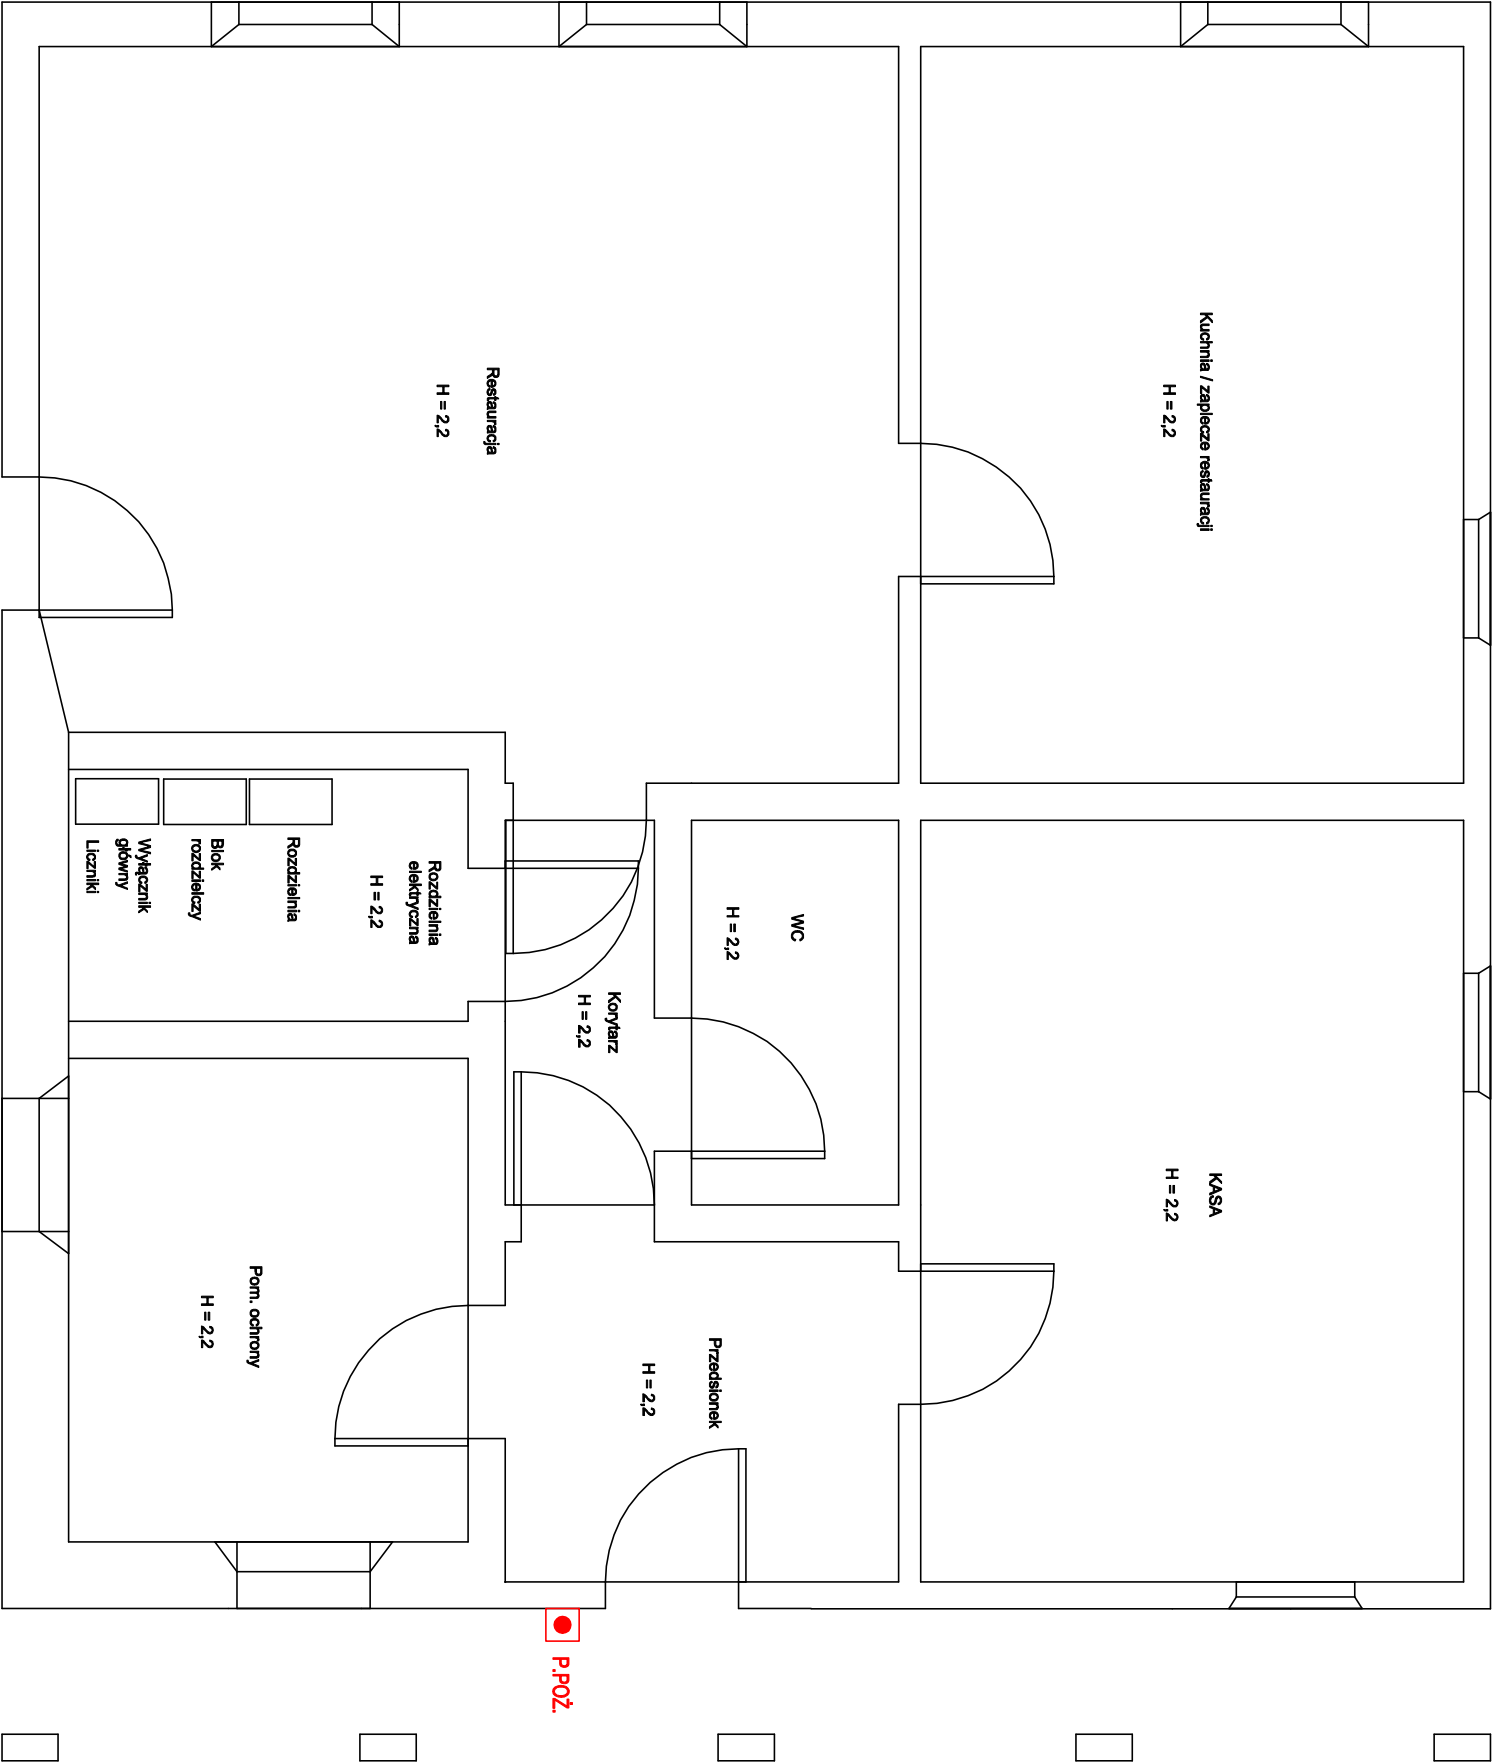 Kuchnia / zaplecze restauracji
H = 2,2
Restauracja
H = 2,2
WC
H = 2,2
Rozdzielnia
elektryczna
H = 2,2
Rozdzielnia
Blok
rozdzielczy
Wyłącznik
główny
Liczniki
Korytarz
H = 2,2
KASA
H = 2,2
Przedsionek
H = 2,2
Pom. ochrony
H = 2,2
P.POŻ.